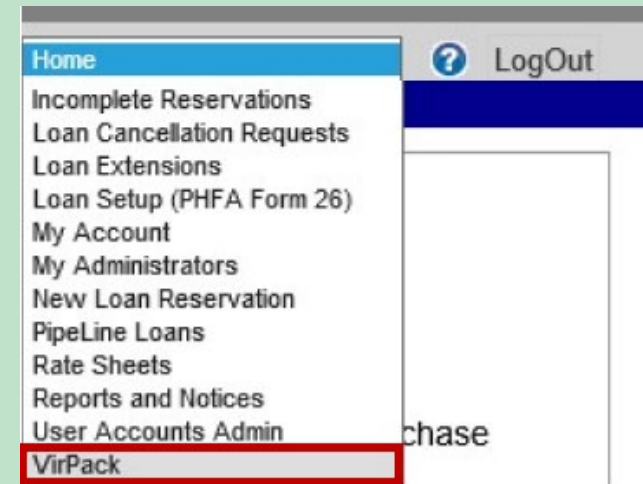 Home
LogOut
Incomplete Reservations
Loan Cancellation Requests
Loan Extensions
Loan Setup (PHFA Form 26)
My Account
My Administrators
New Loan Reservation
PipeLine Loans
Rate Sheets
Reports and Notices
User Accounts Admin
chase
VirPack